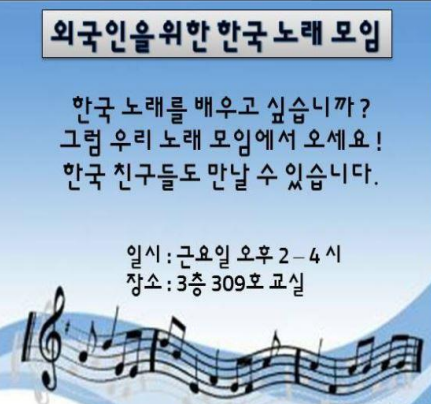 외국인을위한 한국 노래 모임
한국 노래를 배우고 싶습니까?
그럼 우리 노래 모임에서 오세요!
한국 친구들도 만날 수 있습니다.
일시 : 근요일 오후 2 – 4 시
장소 : 3층 309호 교실